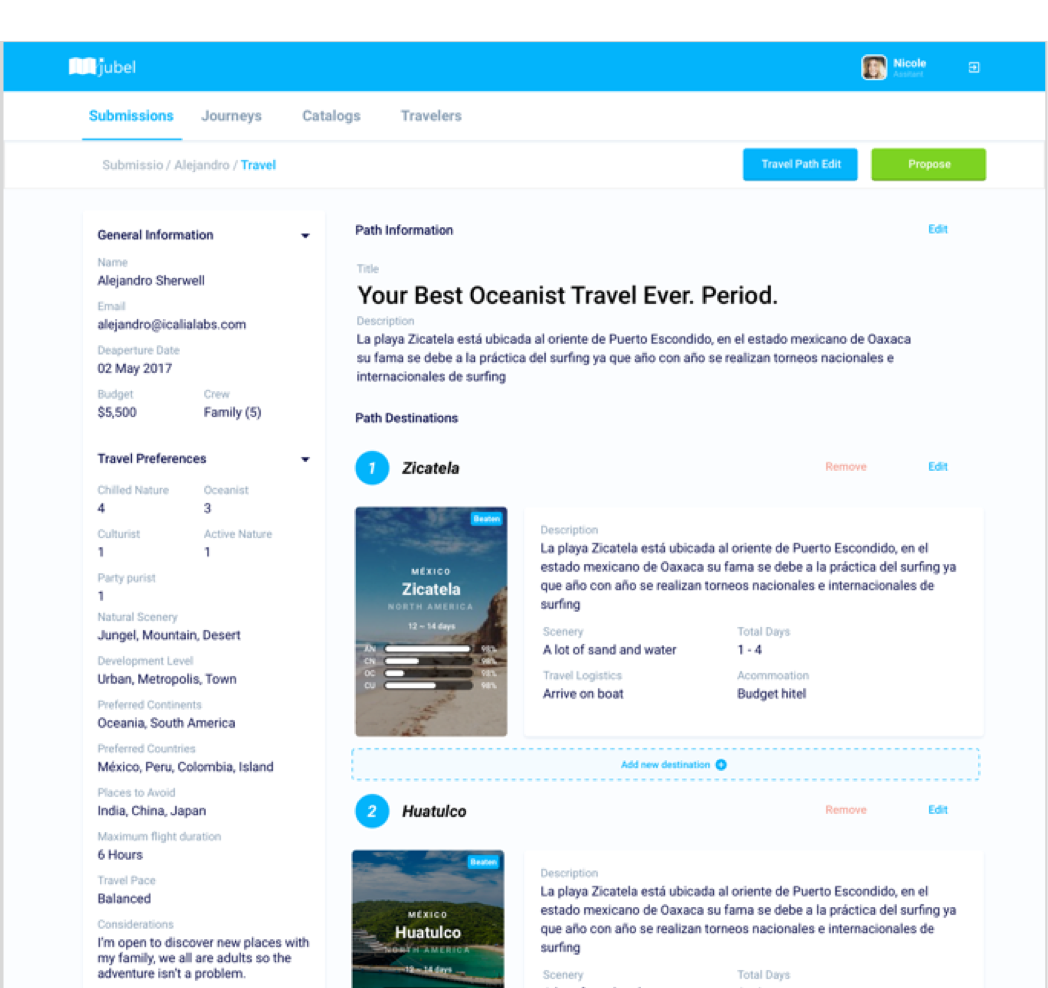 jubel
Nicole
Assitant
Submissions Journeys Catalogs Travelers
Submissio / Alejandro / Travel
Travel Path Edit
Propose
General Information
Name
Alejandro Sherwell
Email
alejandro@icalialabs.com
Deaperture Date
02 May 2017
Budget Crew
$5,500 Family (5)
Travel Preferences
Chilled Nature Oceanist
4 3
Culturist Active Nature
1 1
Party purist
1
Natural Scenery
Jungel, Mountain, Desert
Development Level
Urban, Metropolis, Town
Preferred Continents
Oceania, South America
Preferred Countries
México, Peru, Colombia, Island
Places to Avoid
India, China, Japan
Maximum flight duration
6 Hours
Travel Pace
Balanced
Considerations
I'm open to discover new places with
my family, we all are adults so the
adventure isn't a problem.
Path Information Edit
Title
Your Best Oceanist Travel Ever. Period.
Description
La playa Zicatela está ubicada al oriente de Puerto Escondido, en el estado mexicano de Oaxaca
su fama se debe a la práctica del surfing ya que año con año se realizan torneos nacionales e
internacionales de surfing
Path Destinations
1 Zicatela Remove Edit
Beaten
MÉXICO
Zicatela
NORTH AMERICA
12 – 14 days
AN 98%
CN 98%
OC 98%
CU 98%
Description
La playa Zicatela está ubicada al oriente de Puerto Escondido, en el
estado mexicano de Oaxaca su fama se debe a la práctica del surfing ya
que año con año se realizan torneos nacionales e internacionales de
surfing
Scenery Total Days
A lot of sand and water 1 - 4
Travel Logistics Acommoation
Arrive on boat Budget hitel
Add new destination
2 Huatulco Remove Edit
Beaten
MÉXICO
Huatulco
NORTH AMERICA
12 – 14 days
Description
La playa Zicatela está ubicada al oriente de Puerto Escondido, en el
estado mexicano de Oaxaca su fama se debe a la práctica del surfing ya
que año con año se realizan torneos nacionales e internacionales de
surfing
Scenery Total Days